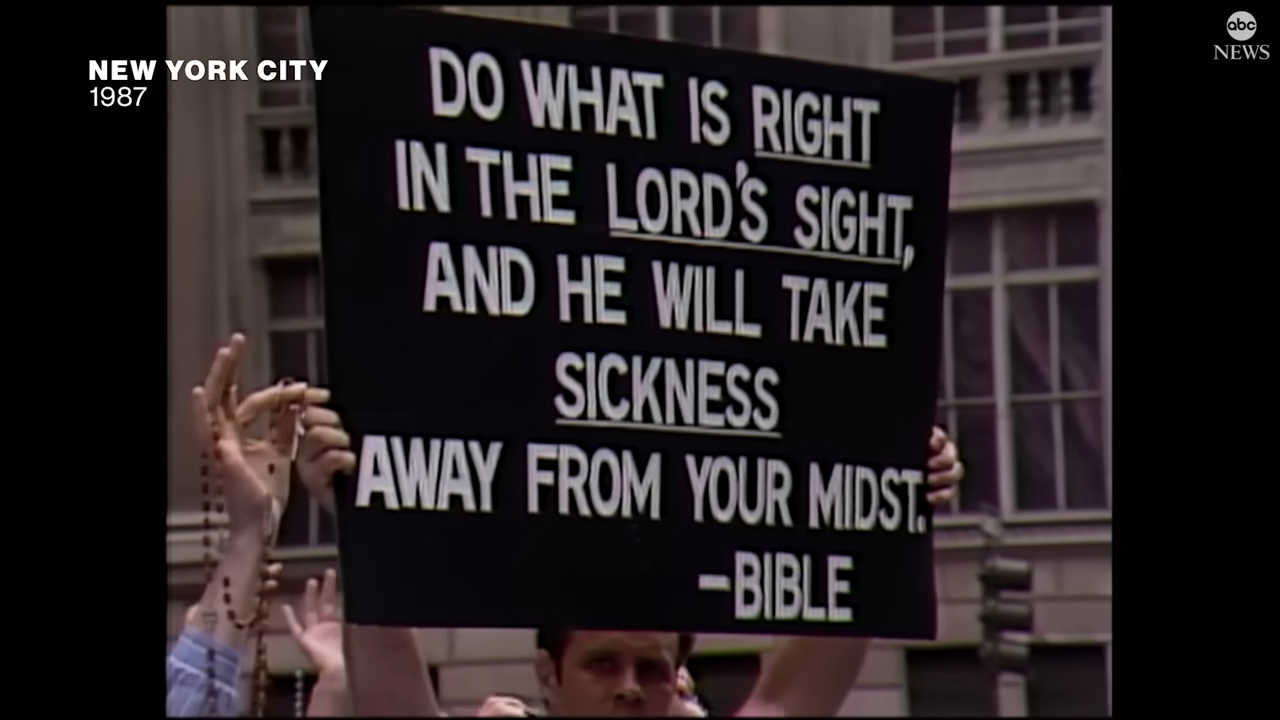 NEW YORK CITY
1987
abc
NEWS
DO WHAT IS RIGHT
IN THE LORD'S SIGHT,
AND HE WILL TAKE
SICKNESS
AWAY FROM YOUR MIDST.
-BIBLE